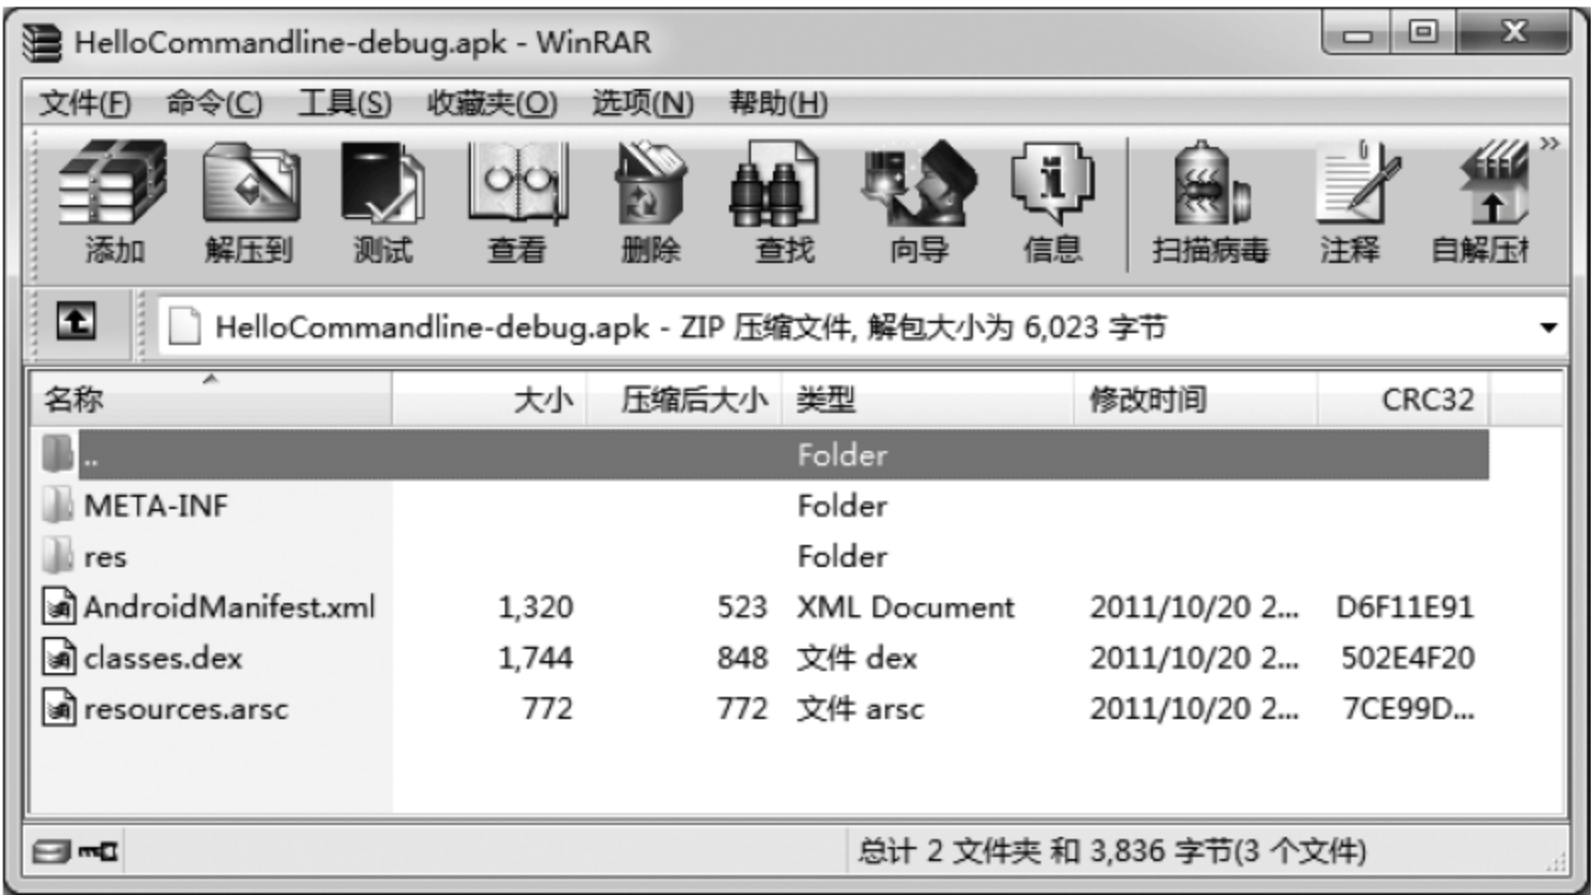 HelloCommandline-debug.apk - WinRAR
文件(F) 命令(C) 工具(S) 收藏夹(O) 选项(N) 帮助(H)
添加 解压到 测试 查看 删除 查找 向导 信息 扫描病毒 注释 自解压
HelloCommandline-debug.apk - ZIP 压缩文件, 解包大小为 6,023 字节
名称 大小 压缩后大小 类型 修改时间 CRC32
.. Folder
META-INF Folder
res Folder
AndroidManifest.xml 1,320 523 XML Document 2011/10/20 2... D6F11E91
classes.dex 1,744 848 文件 dex 2011/10/20 2... 502E4F20
resources.arsc 772 772 文件 arsc 2011/10/20 2... 7CE99D...
总计 2 文件夹 和 3,836 字节(3 个文件)